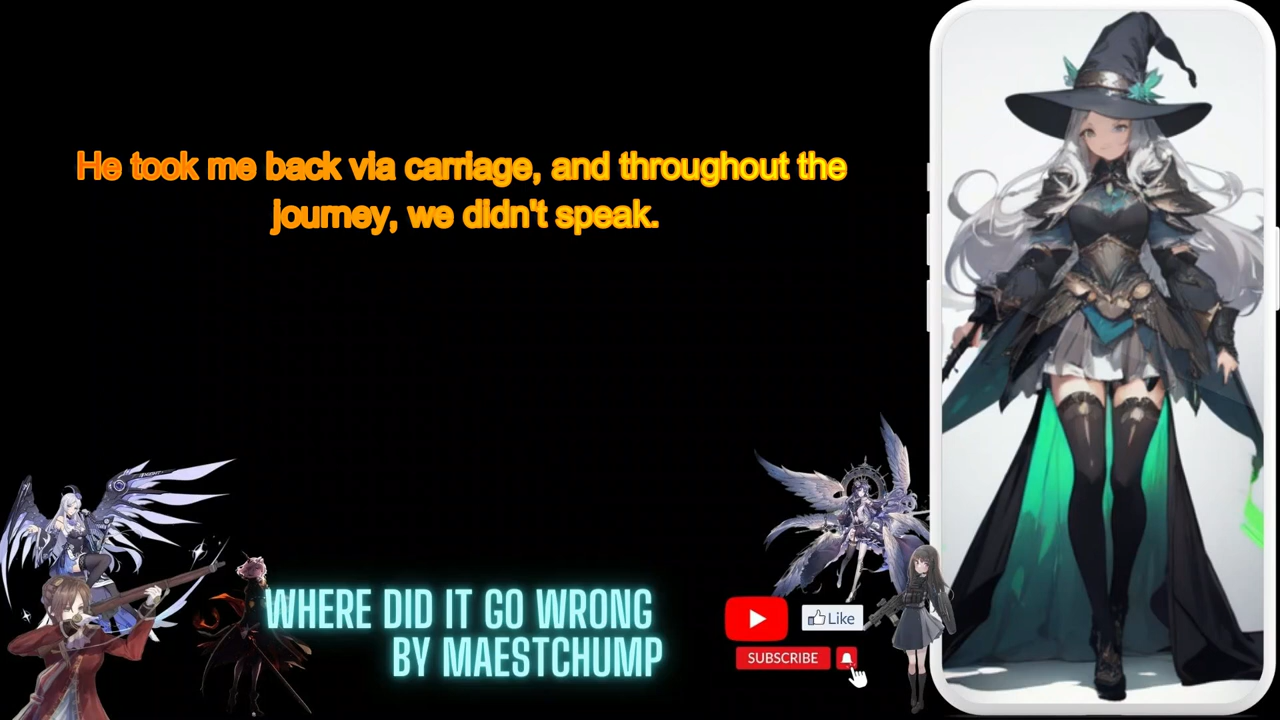 He took me back via carriage, and throughout the
journey, we didn't speak.
WHERE DID IT GO WRONG
BY MAESTCHUMP
Like
SUBSCRIBE